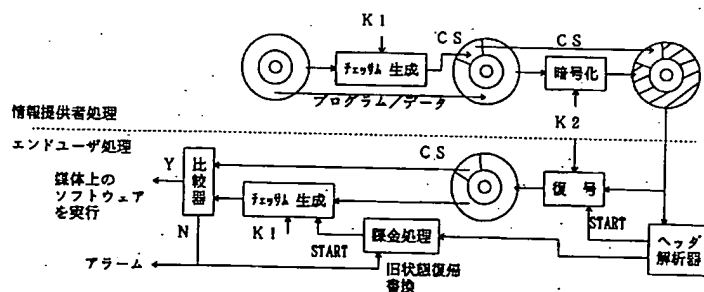 K1
CS
CS
チェッサム 生成
暗号化
プログラム/データ
情報提供者処理
K2
エンドユーザ処理
CS
Y
比較器
媒体上の
ソフトウェア
を実行
チェッサム 生成
復号
START
N
K1
START
課金処理
ヘッダ
解析器
アラーム
旧状態復帰
書換